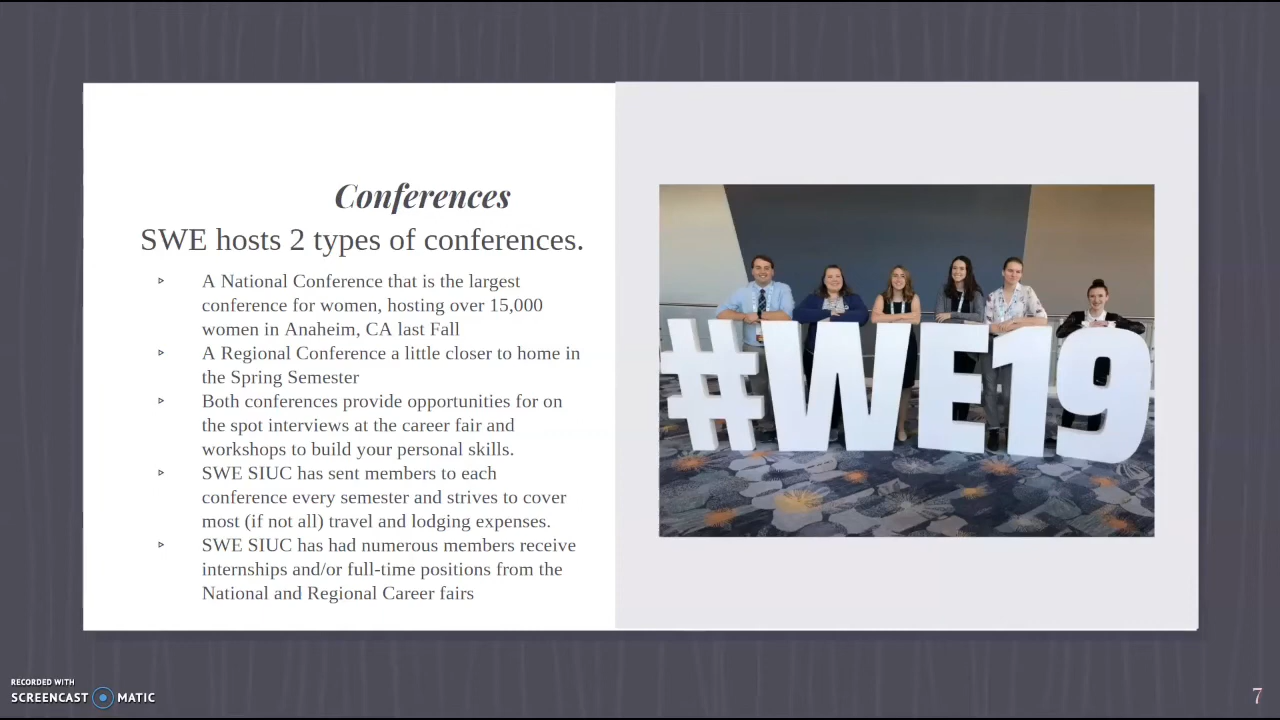 Conferences
SWE hosts 2 types of conferences.
A National Conference that is the largest
conference for women, hosting over 15,000
women in Anaheim, CA last Fall
A Regional Conference a little closer to home in
the Spring Semester
Both conferences provide opportunities for on
the spot interviews at the career fair and
workshops to build your personal skills.
SWE SIUC has sent members to each
conference every semester and strives to cover
most (if not all) travel and lodging expenses.
SWE SIUC has had numerous members receive
internships and/or full-time positions from the
National and Regional Career fairs
#WE19
RECORDED WITH
SCREENCAST MATIC
7